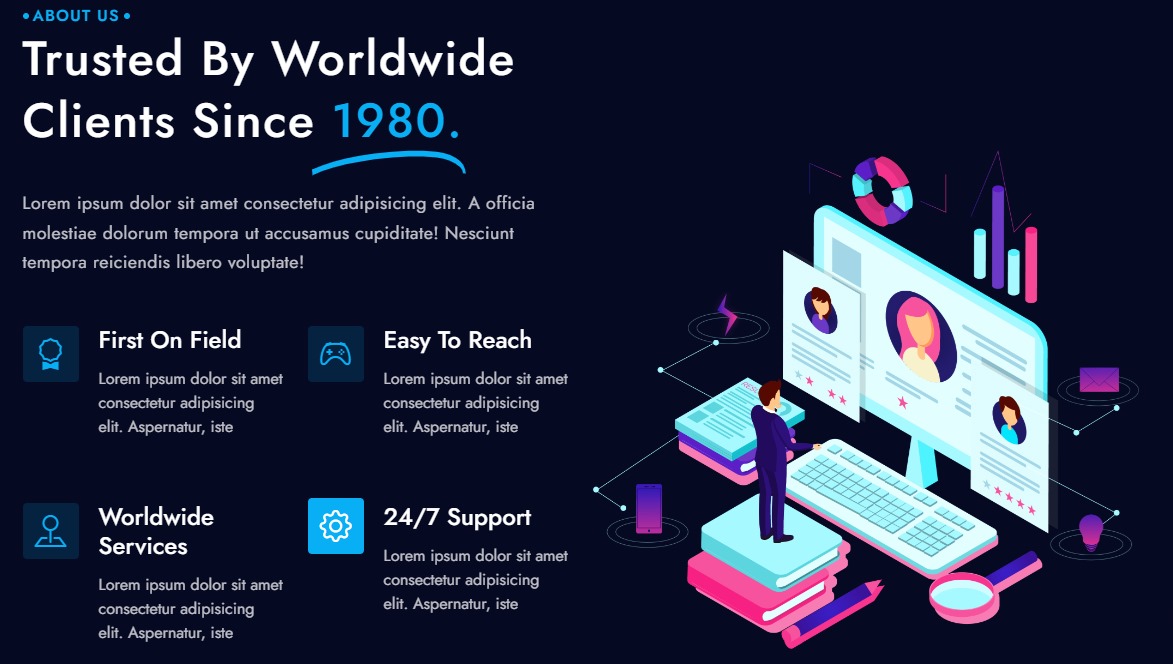 • ABOUT US •
Trusted By Worldwide
Clients Since 1980.
Lorem ipsum dolor sit amet consectetur adipisicing elit. A officia
molestiae dolorum tempora ut accusamus cupiditate! Nesciunt
tempora reiciendis libero voluptate!
First On Field
Lorem ipsum dolor sit amet
consectetur adipisicing
elit. Aspernatur, iste
Easy To Reach
Lorem ipsum dolor sit amet
consectetur adipisicing
elit. Aspernatur, iste
Worldwide
Services
Lorem ipsum dolor sit amet
consectetur adipisicing
elit. Aspernatur, iste
24/7 Support
Lorem ipsum dolor sit amet
consectetur adipisicing
elit. Aspernatur, iste